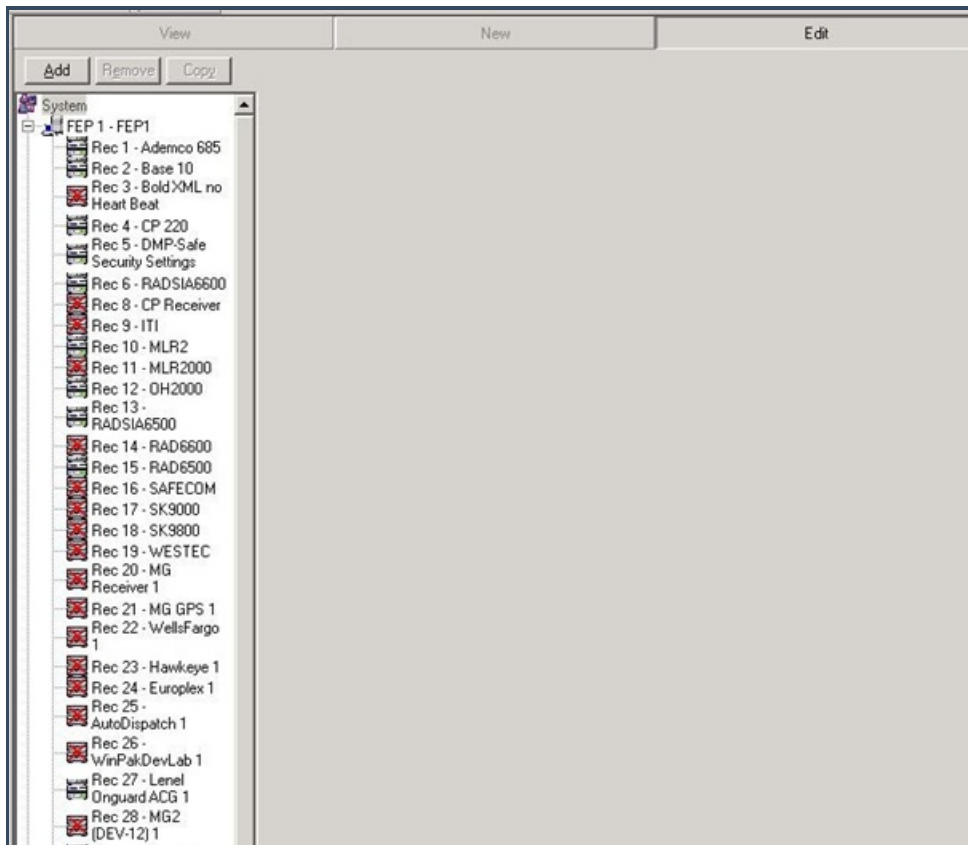 View
New
Edit
Add
Remove
Copy
System
FEP 1 - FEP1
Rec 1 - Ademco 685
Rec 2 - Base 10
Rec 3 - Bold XML no
Heart Beat
Rec 4 - CP 220
Rec 5 - DMP-Safe
Security Settings
Rec 6 - RADSIA6600
Rec 8 - CP Receiver
Rec 9 - ITI
Rec 10 - MLR2
Rec 11 - MLR2000
Rec 12 - OH2000
Rec 13 -
RADSIA6500
Rec 14 - RAD6600
Rec 15 - RAD6500
Rec 16 - SAFECOM
Rec 17 - SK9000
Rec 18 - SK9800
Rec 19 - WESTEC
Rec 20 - MG
Receiver 1
Rec 21 - MG GPS 1
Rec 22 - WellsFargo
1
Rec 23 - Hawkeye 1
Rec 24 - Europlex 1
Rec 25 -
AutoDispatch 1
Rec 26 -
WinPakDevLab 1
Rec 27 - Lenel
Onguard ACG 1
Rec 28 - MG2
(DEV-12) 1